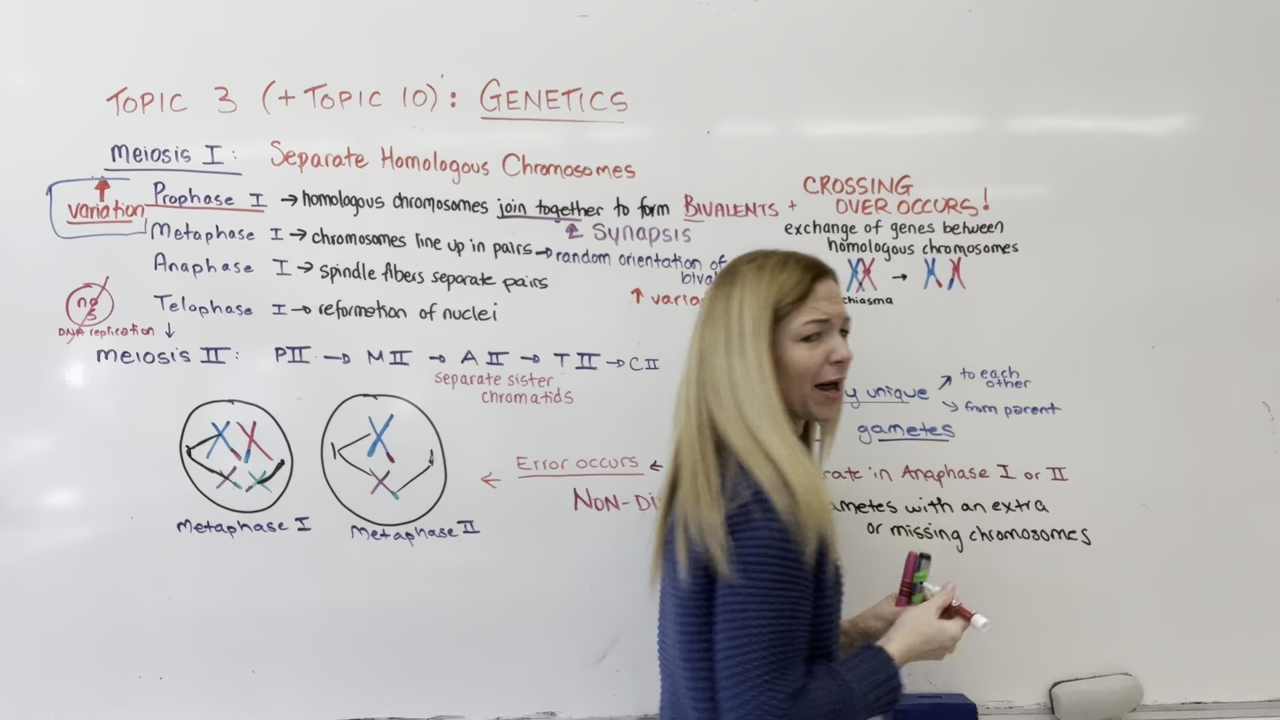 TOPIC 3 (+ TOPIC 10): GENETICS
Meiosis I: Separate Homologous Chromosomes
variation
Prophase I → homologous chromosomes join together to form BIVALENTS +
CROSSING
OVER OCCURS!
Synapsis
exchange of genes between
homologous chromosomes
Metaphase I → chromosomes line up in pairs → random orientation of
chiasma
Anaphase I → spindle fibers separate pairs
Telophase I → reformation of nuclei
no S
DNA replication ↓
Meiosis II: PII → MII → AII → TII → CII
separate sister
chromatids
unique
to each
other
from parent
gametes
Metaphase I
Metaphase II
← Error occurs ←
in Anaphase I or II
with an extra
or missing chromosomes